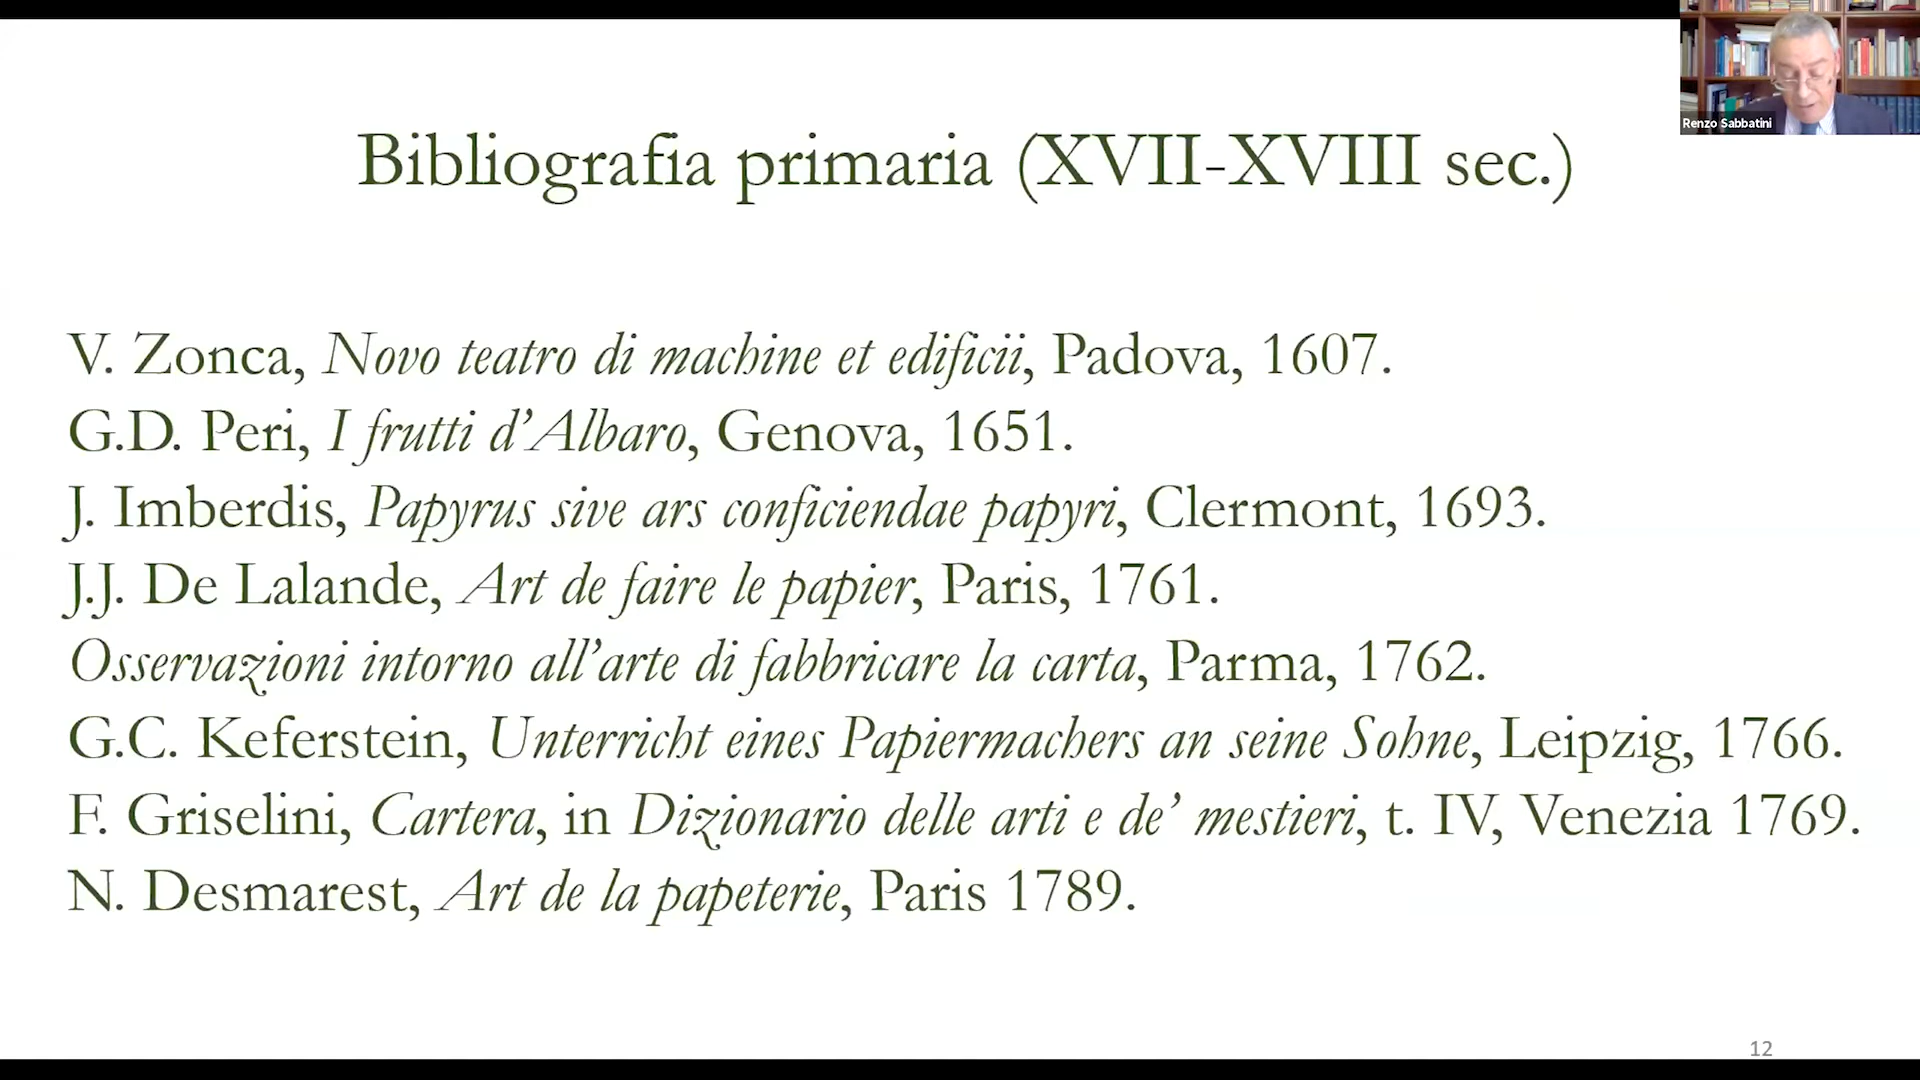 Renzo Sabbatini
Bibliografia primaria (XVII-XVIII sec.)
V. Zonca, Novo teatro di machine et edificii, Padova, 1607.
G.D. Peri, I frutti d’Albaro, Genova, 1651.
J. Imberdis, Papyrus sive ars conficiendae papyri, Clermont, 1693.
J.J. De Lalande, Art de faire le papier, Paris, 1761.
Osservazioni intorno all’arte di fabbricare la carta, Parma, 1762.
G.C. Keferstein, Unterricht eines Papiermachers an seine Sohne, Leipzig, 1766.
F. Griselini, Cartera, in Dizionario delle arti e de’ mestieri, t. IV, Venezia 1769.
N. Desmarest, Art de la papeterie, Paris 1789.
12